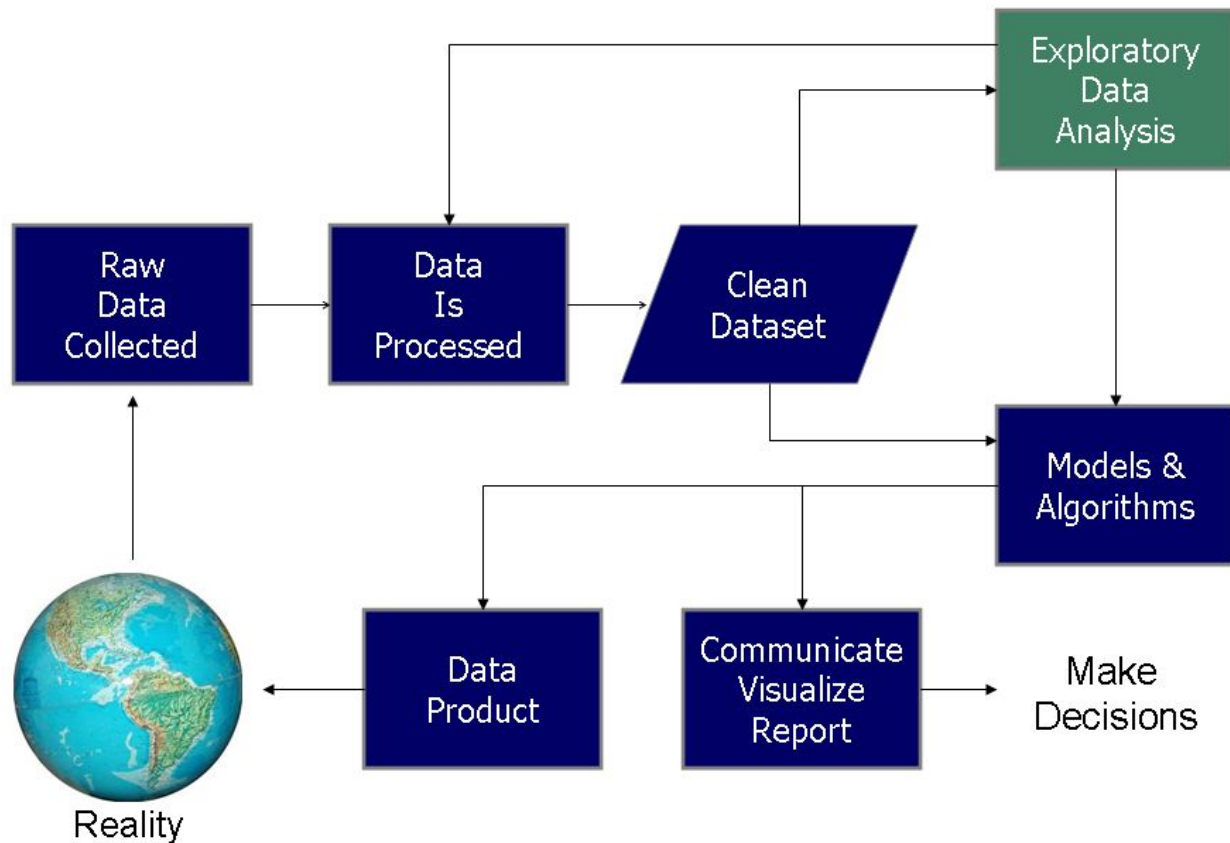 Exploratory
Data
Analysis
Raw
Data
Collected
Data
Is
Processed
Clean
Dataset
Models &
Algorithms
Data
Product
Communicate
Visualize
Report
Make
Decisions
Reality